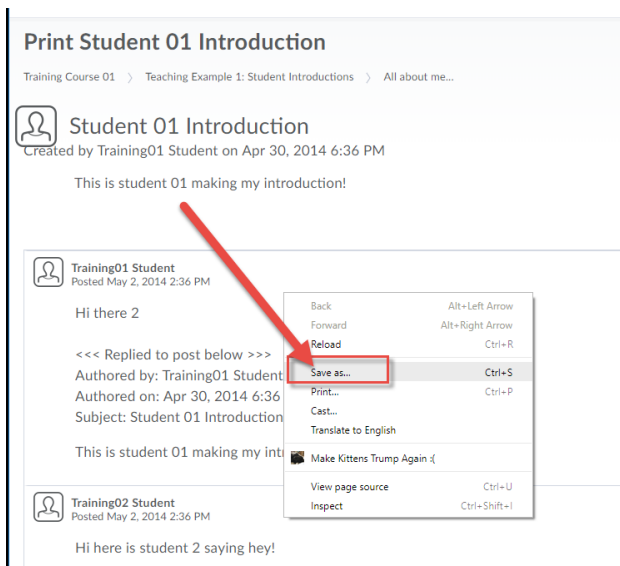 Print Student 01 Introduction
Training Course 01 〉 Teaching Example 1: Student Introductions 〉 All about me...
Student 01 Introduction
Created by Training01 Student on Apr 30, 2014 6:36 PM
This is student 01 making my introduction!
Training01 Student
Posted May 2, 2014 2:36 PM
Hi there 2
<<< Replied to post below >>>
Authored by: Training01 Student
Authored on: Apr 30, 2014 6:36
Subject: Student 01 Introduction
This is student 01 making my int
Back Alt+Left Arrow
Forward Alt+Right Arrow
Reload Ctrl+R
Save as... Ctrl+S
Print... Ctrl+P
Cast...
Translate to English
Make Kittens Trump Again :(
View page source Ctrl+U
Inspect Ctrl+Shift+I
Training02 Student
Posted May 2, 2014 2:36 PM
Hi here is student 2 saying hey!